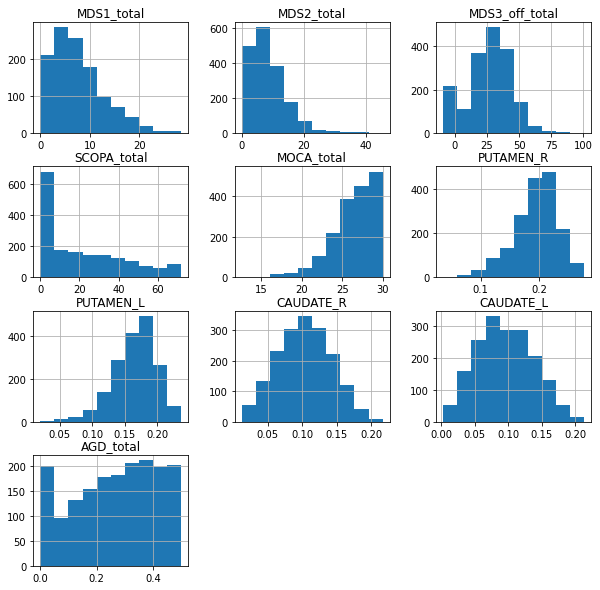 MDS1_total MDS2_total MDS3_off_total
200 100 0
0 10 20
600 400 200 0
0 20 40
400 200 0
0 25 50 75 100
SCOPA_total MOCA_total PUTAMEN_R
600 400 200 0
0 20 40 60
400 200 0
15 20 25 30
400 200 0
0.1 0.2
PUTAMEN_L CAUDATE_R CAUDATE_L
400 200 0
0.05 0.10 0.15 0.20
300 200 100 0
0.05 0.10 0.15 0.20
300 200 100 0
0.00 0.05 0.10 0.15 0.20
AGD_total
200 150 100 50 0
0.0 0.2 0.4